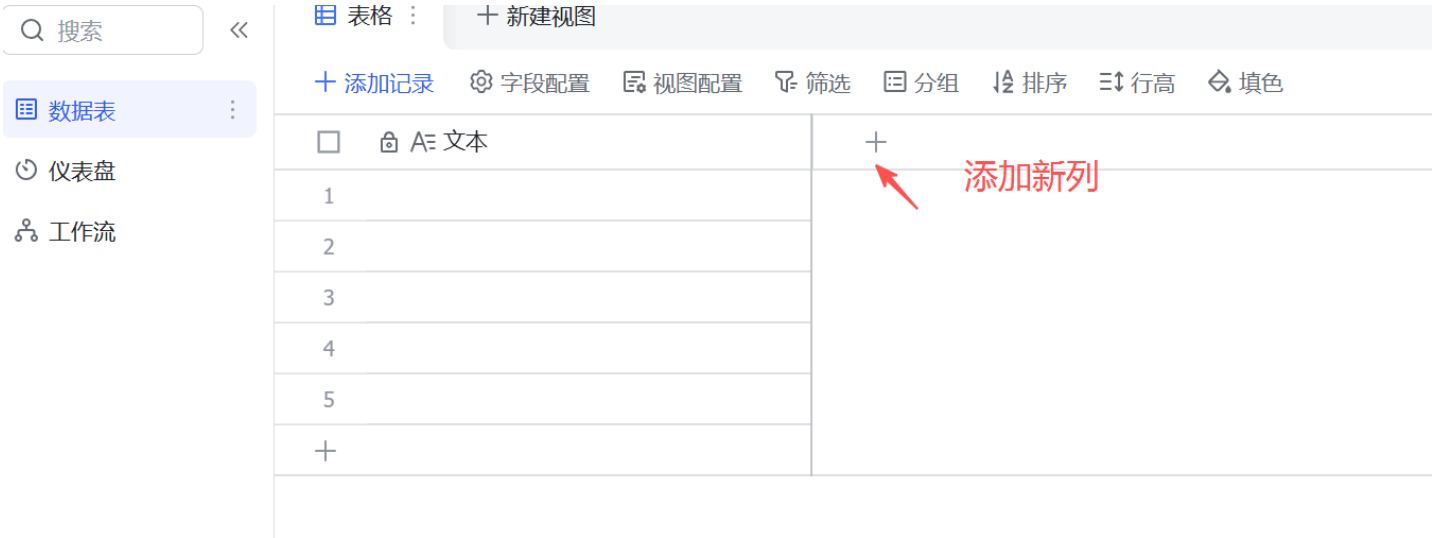 搜索
表格
新建视图
添加记录 字段配置 视图配置 筛选 分组 排序 行高 填色
数据表
文本
添加新列
仪表盘
1
工作流
2
3
4
5